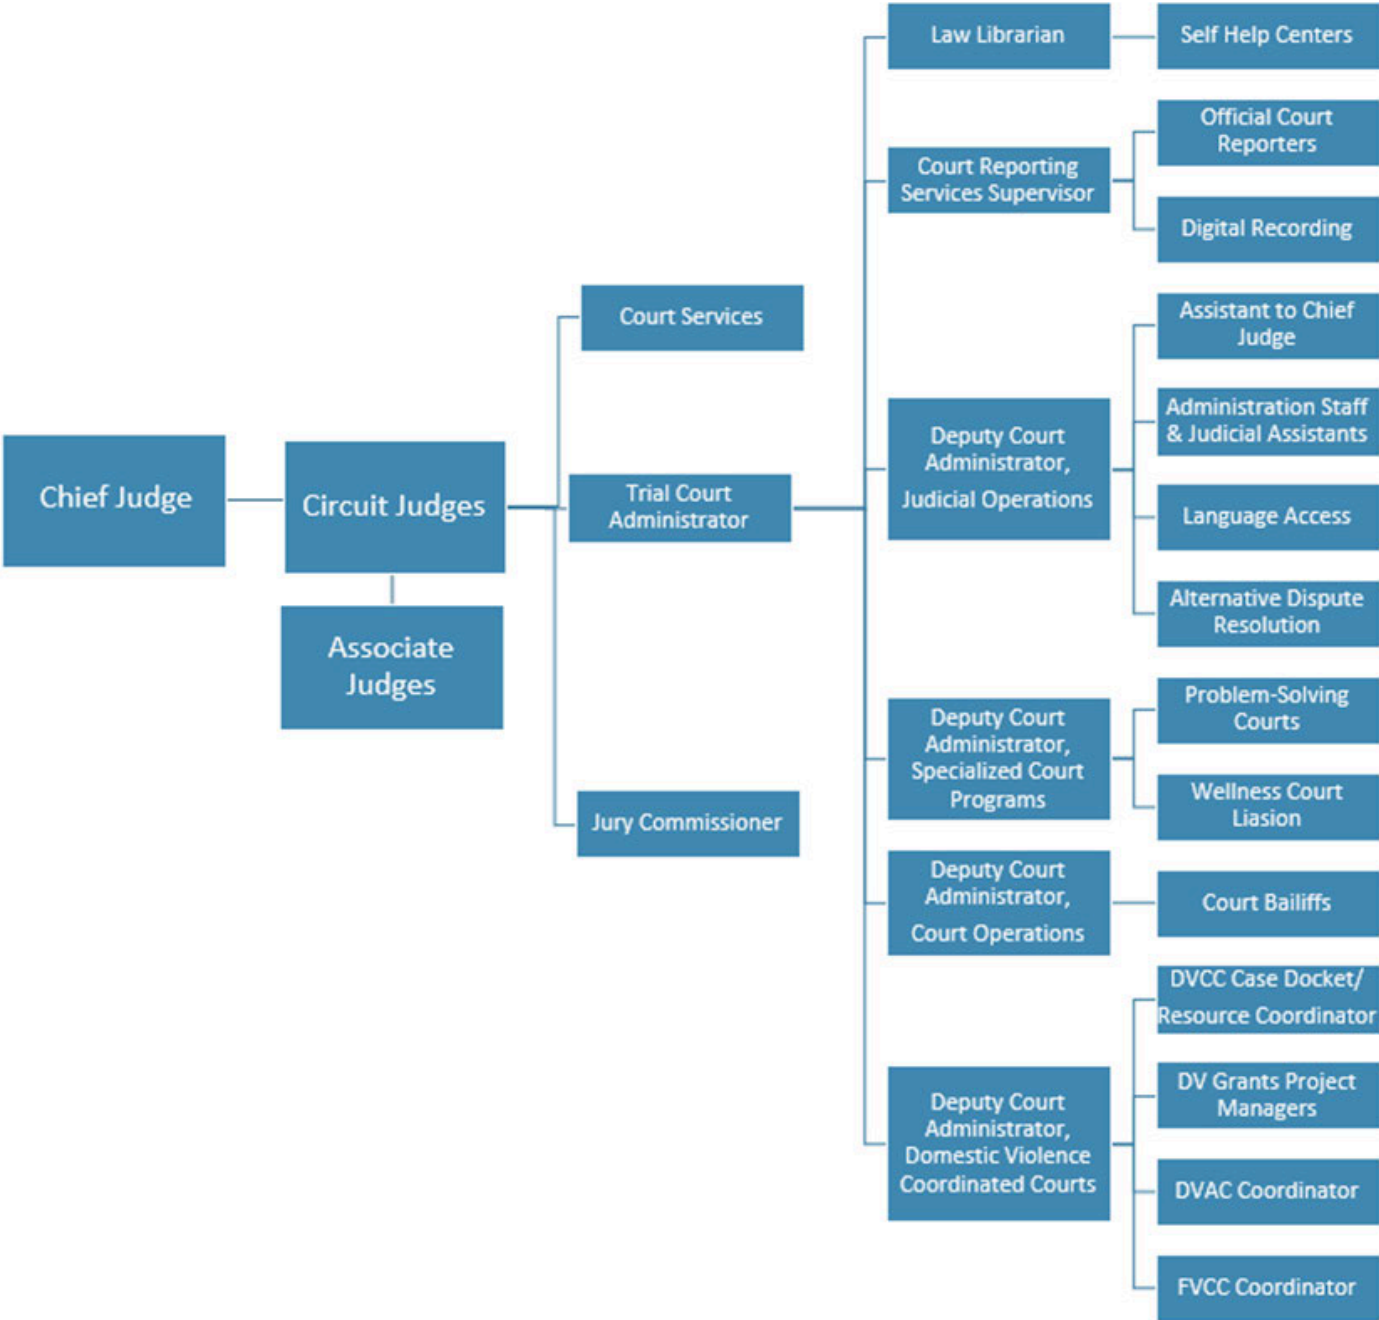 Chief Judge
Circuit Judges
Associate
Judges
Court Services
Trial Court
Administrator
Jury Commissioner
Law Librarian
Self Help Centers
Court Reporting
Services Supervisor
Official Court
Reporters
Digital Recording
Deputy Court
Administrator,
Judicial Operations
Assistant to Chief
Judge
Administration Staff
& Judicial Assistants
Language Access
Alternative Dispute
Resolution
Deputy Court
Administrator,
Specialized Court
Programs
Problem-Solving
Courts
Wellness Court
Liasion
Deputy Court
Administrator,
Court Operations
Court Bailiffs
Deputy Court
Administrator,
Domestic Violence
Coordinated Courts
DVCC Case Docket/
Resource Coordinator
DV Grants Project
Managers
DVAC Coordinator
FVCC Coordinator